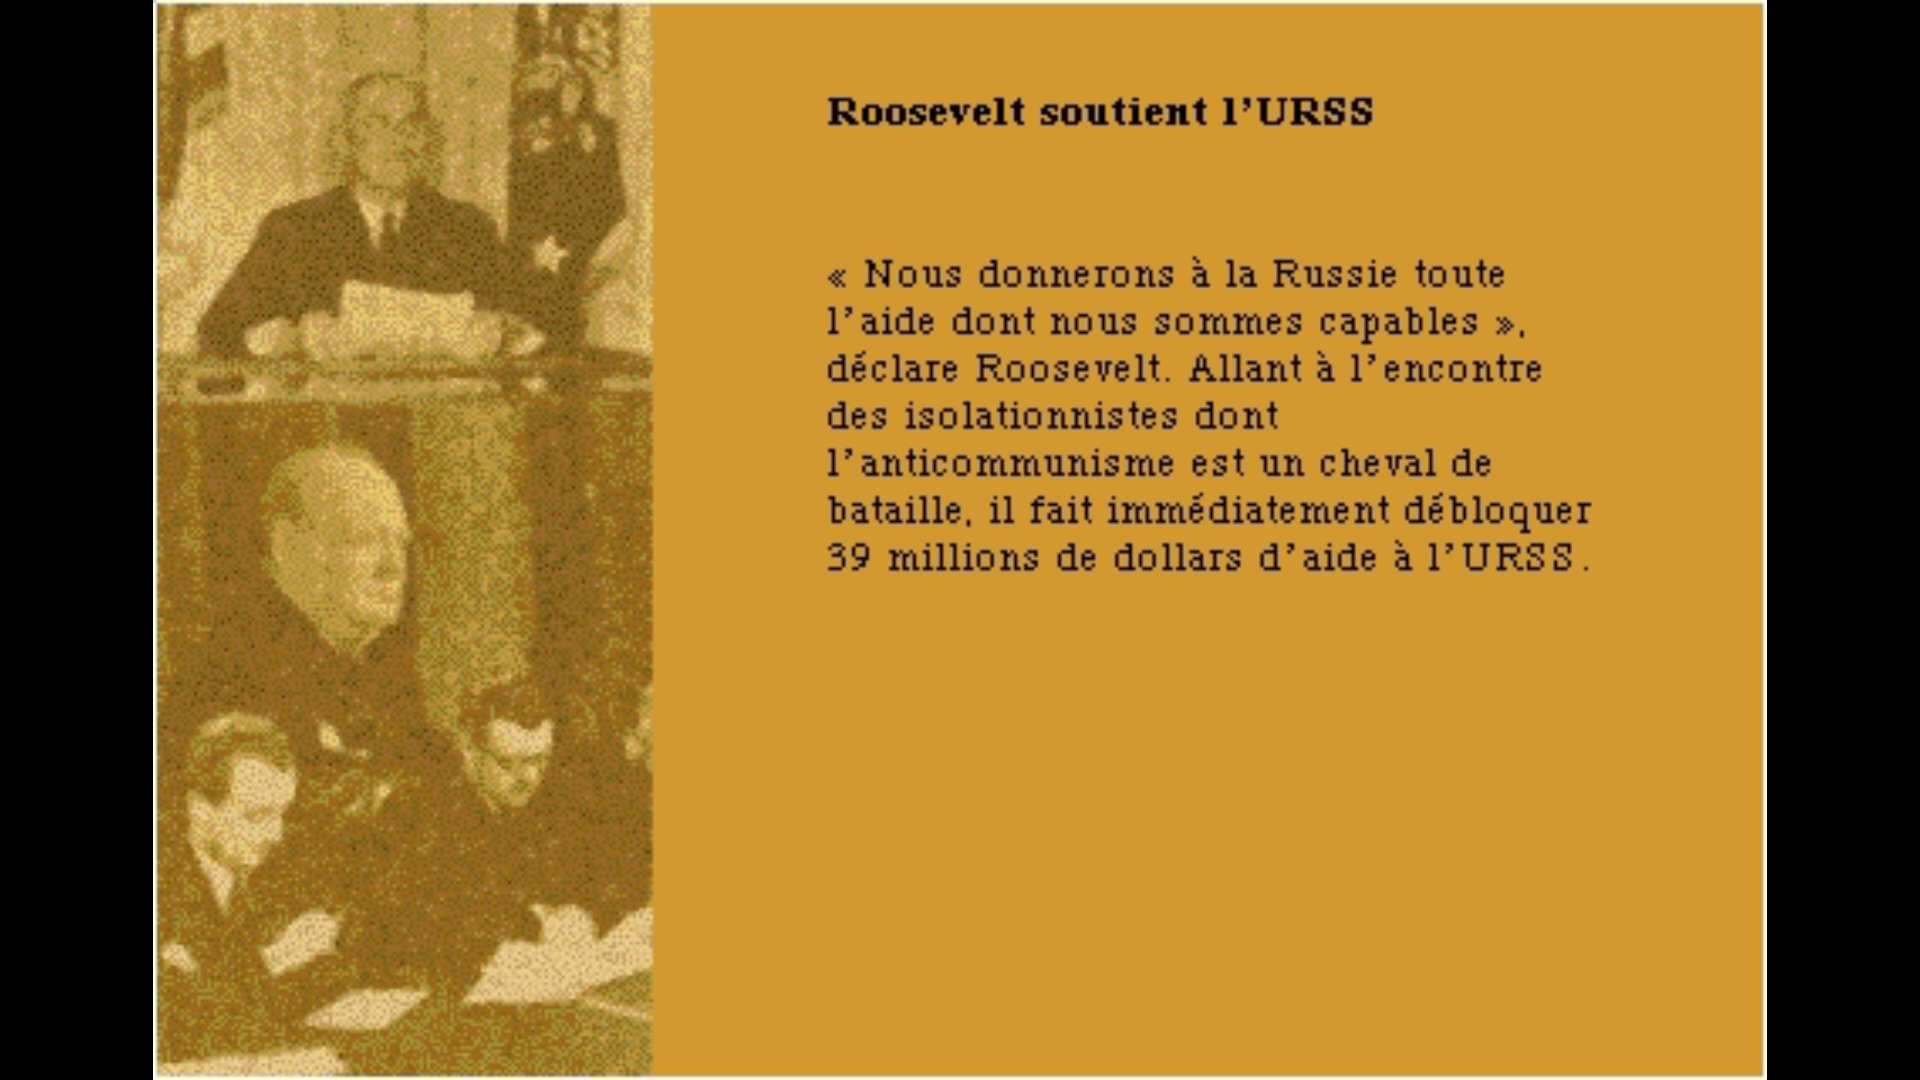 Roosevelt soutient l’URSS
« Nous donnerons à la Russie toute
l’aide dont nous sommes capables »,
déclare Roosevelt. Allant à l’encontre
des isolationnistes dont
l’anticommunisme est un cheval de
bataille, il fait immédiatement débloquer
39 millions de dollars d’aide à l’URSS.